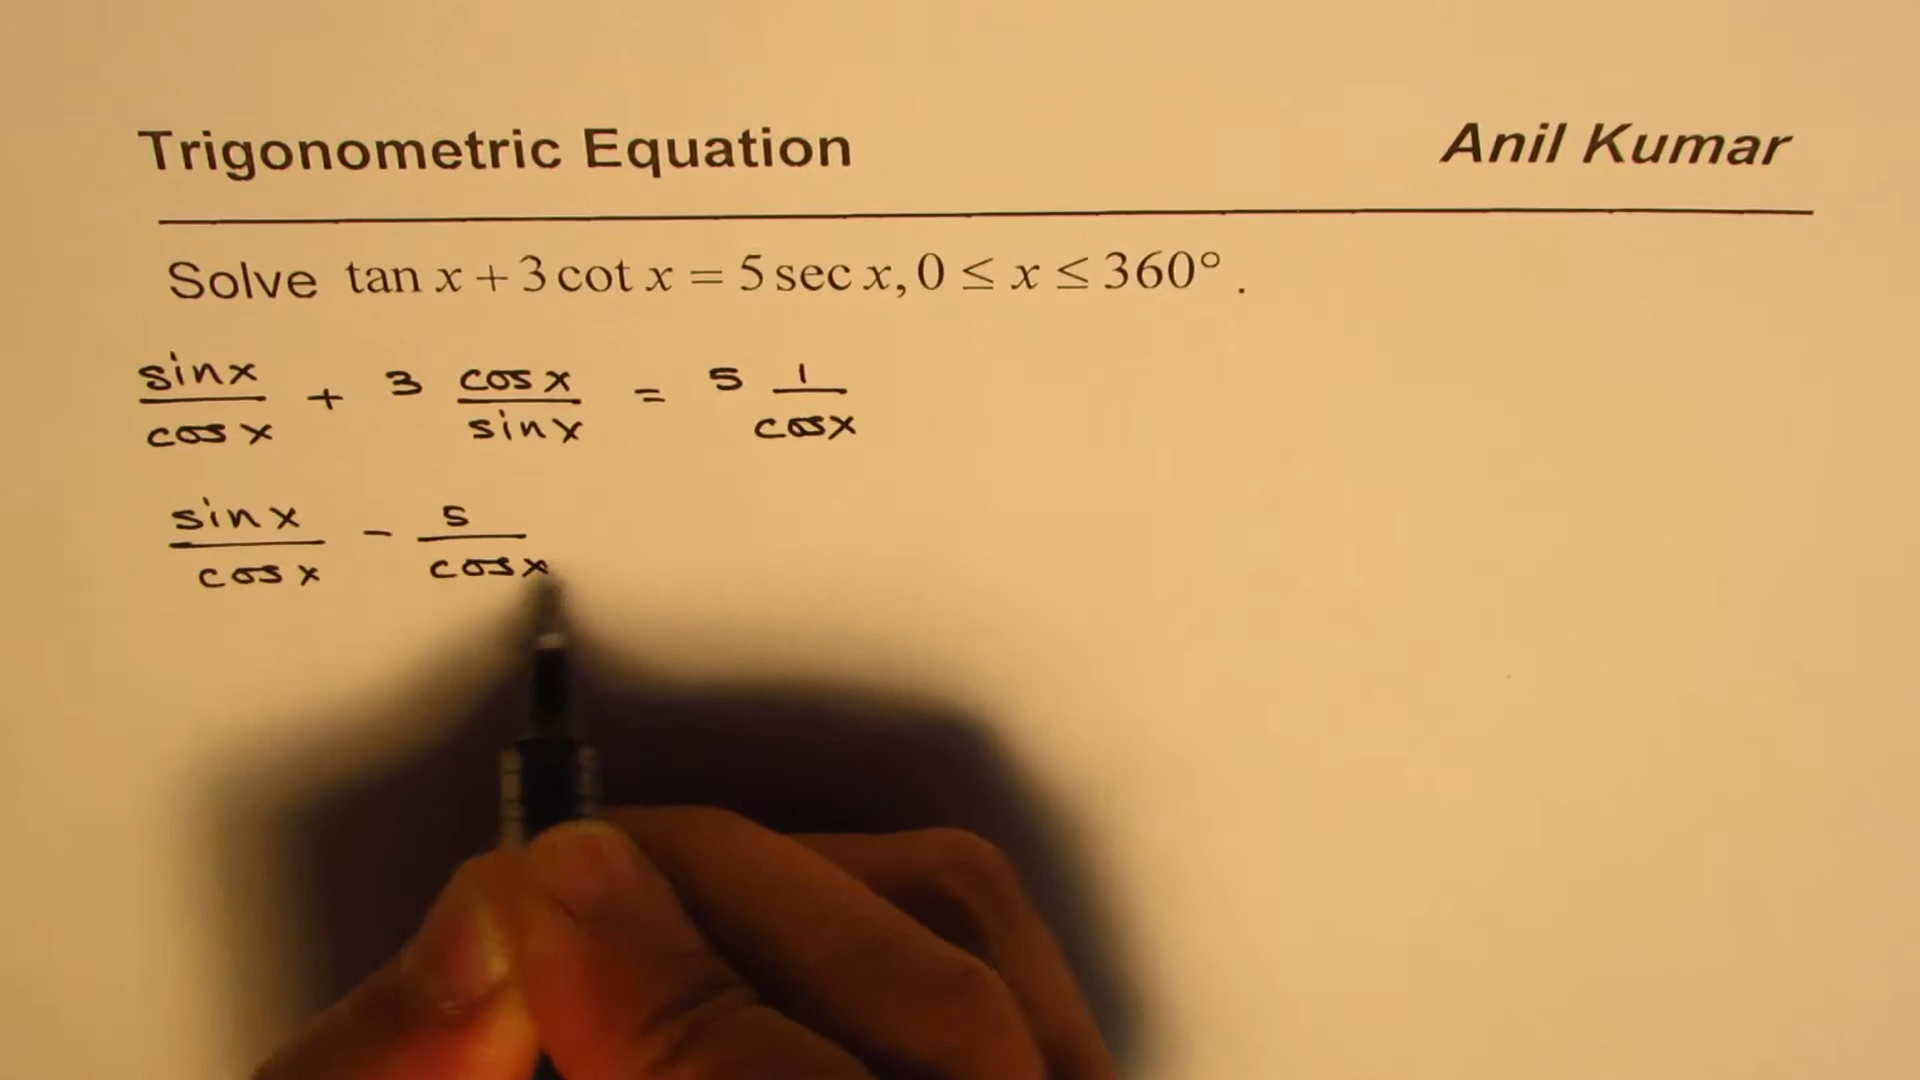 Trigonometric Equation Anil Kumar
Solve tan x + 3 cot x = 5 sec x, 0 ≤ x ≤ 360° .
sinx/cosx + 3 cosx/sinx = 5 1/cosx
sinx/cosx - 5/cosx